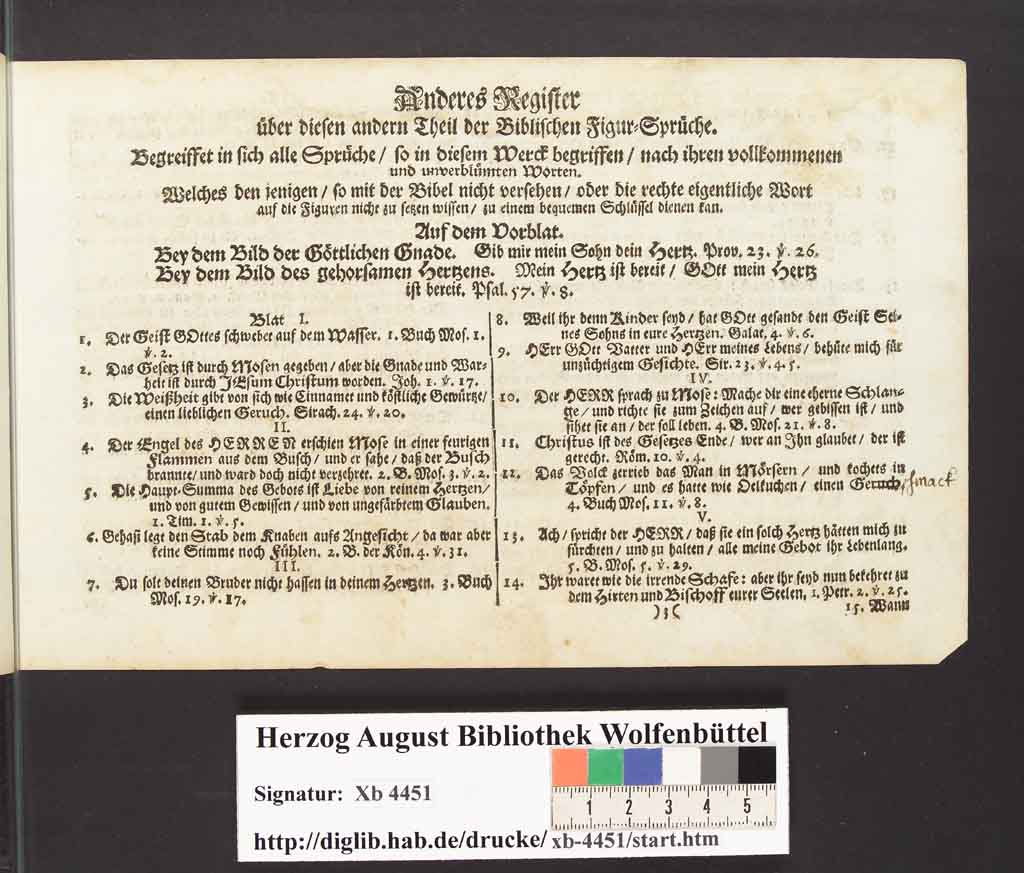 Anderes Register
über diesen andern Theil der Biblischen Figur-Sprüche.
Begreiffet in sich alle Sprüche / so in diesem Werck begriffen / nach ihren vollkommenen
und unverblümten Worten.
Welches den jenigen / so mit der Bibel nicht versehen / oder die rechte eigentliche Wort
auf die Figuren nicht zu setzen wissen / zu einem bequemen Schlüssel dienen kan.
Auf dem Vorblat.
Bey dem Bild der Göttlichen Gnade. Gib mir mein Sohn dein Hertz. Prov. 23. ℣. 26.
Bey dem Bild des gehorsamen Hertzens. Mein Hertz ist bereit / GOtt mein Hertz
ist bereit. Psal. 57. ℣. 8.
Blat I.
1. Der Geist GOttes schwebet auf dem Wasser. 1. Buch Mos. 1.
℣. 2.
2. Das Gesetz ist durch Mosen gegeben / aber die Gnade und War-
heit ist durch JEsum Christum worden. Joh. 1. ℣. 17.
3. Die Weißheit gibt von sich wie Cinnamet und köstliche Gewürtze /
einen lieblichen Geruch. Sirach. 24. ℣. 20.
II.
4. Der Engel des HERREN erschien Mose in einer feurigen
Flammen aus dem Busch / und er sahe / daß der Busch
brannte / und ward doch nicht verzehret. 2. B. Mos. 3. ℣. 2.
5. Die Haupt-Summa des Gebots ist Liebe von reinem Hertzen /
und von gutem Gewissen / und von ungefärbtem Glauben.
1. Tim. 1. ℣. 5.
6. Gehasi legt den Stab dem Knaben aufs Angesicht / da war aber
keine Stimme noch Fühlen. 2. B. der Kön. 4. ℣. 31.
III.
7. Du solt deinen Bruder nicht hassen in deinem Hertzen. 3. Buch
Mos. 19. ℣. 17.
8. Weil ihr denn Kinder seyd / hat GOtt gesandt den Geist Sei-
nes Sohns in eure Hertzen. Galat. 4. ℣. 6.
9. HErr GOtt Vatter und HErr meines Lebens / behüte mich für
unzüchtigem Gesichte. Sir. 23. ℣. 4. 5.
IV.
10. Der HERR sprach zu Mose: Mache dir eine eherne Schlan-
ge / und richte sie zum Zeichen auf / wer gebissen ist / und
sihet sie an / der soll leben. 4. B. Mos. 21. ℣. 8.
11. Christus ist des Gesetzes Ende / wer an Ihn glaubet / der ist
gerecht. Röm. 10. ℣. 4.
12. Das Volck zerrieb das Man in Mörsern / und kochets in
Töpfen / und es hatte wie Oelkuchen / einen Geruch / schmack
4. Buch Mos. 11. ℣. 8.
V.
13. Ach / spricht der HERR / daß sie ein solch Hertz hätten mich zu
fürchten / und zu halten / alle meine Gebot ihr Lebenlang.
5. B. Mos. 5. ℣. 29.
14. Ihr waret wie die irrende Schafe: aber ihr seyd nun bekehret zu
dem Hirten und Bischoff eurer Seelen. 1. Petr. 2. ℣. 25.
)3(
15. Wann
Herzog August Bibliothek Wolfenbüttel
Signatur: Xb 4451
1 2 3 4 5
http://diglib.hab.de/drucke/xb-4451/start.htm